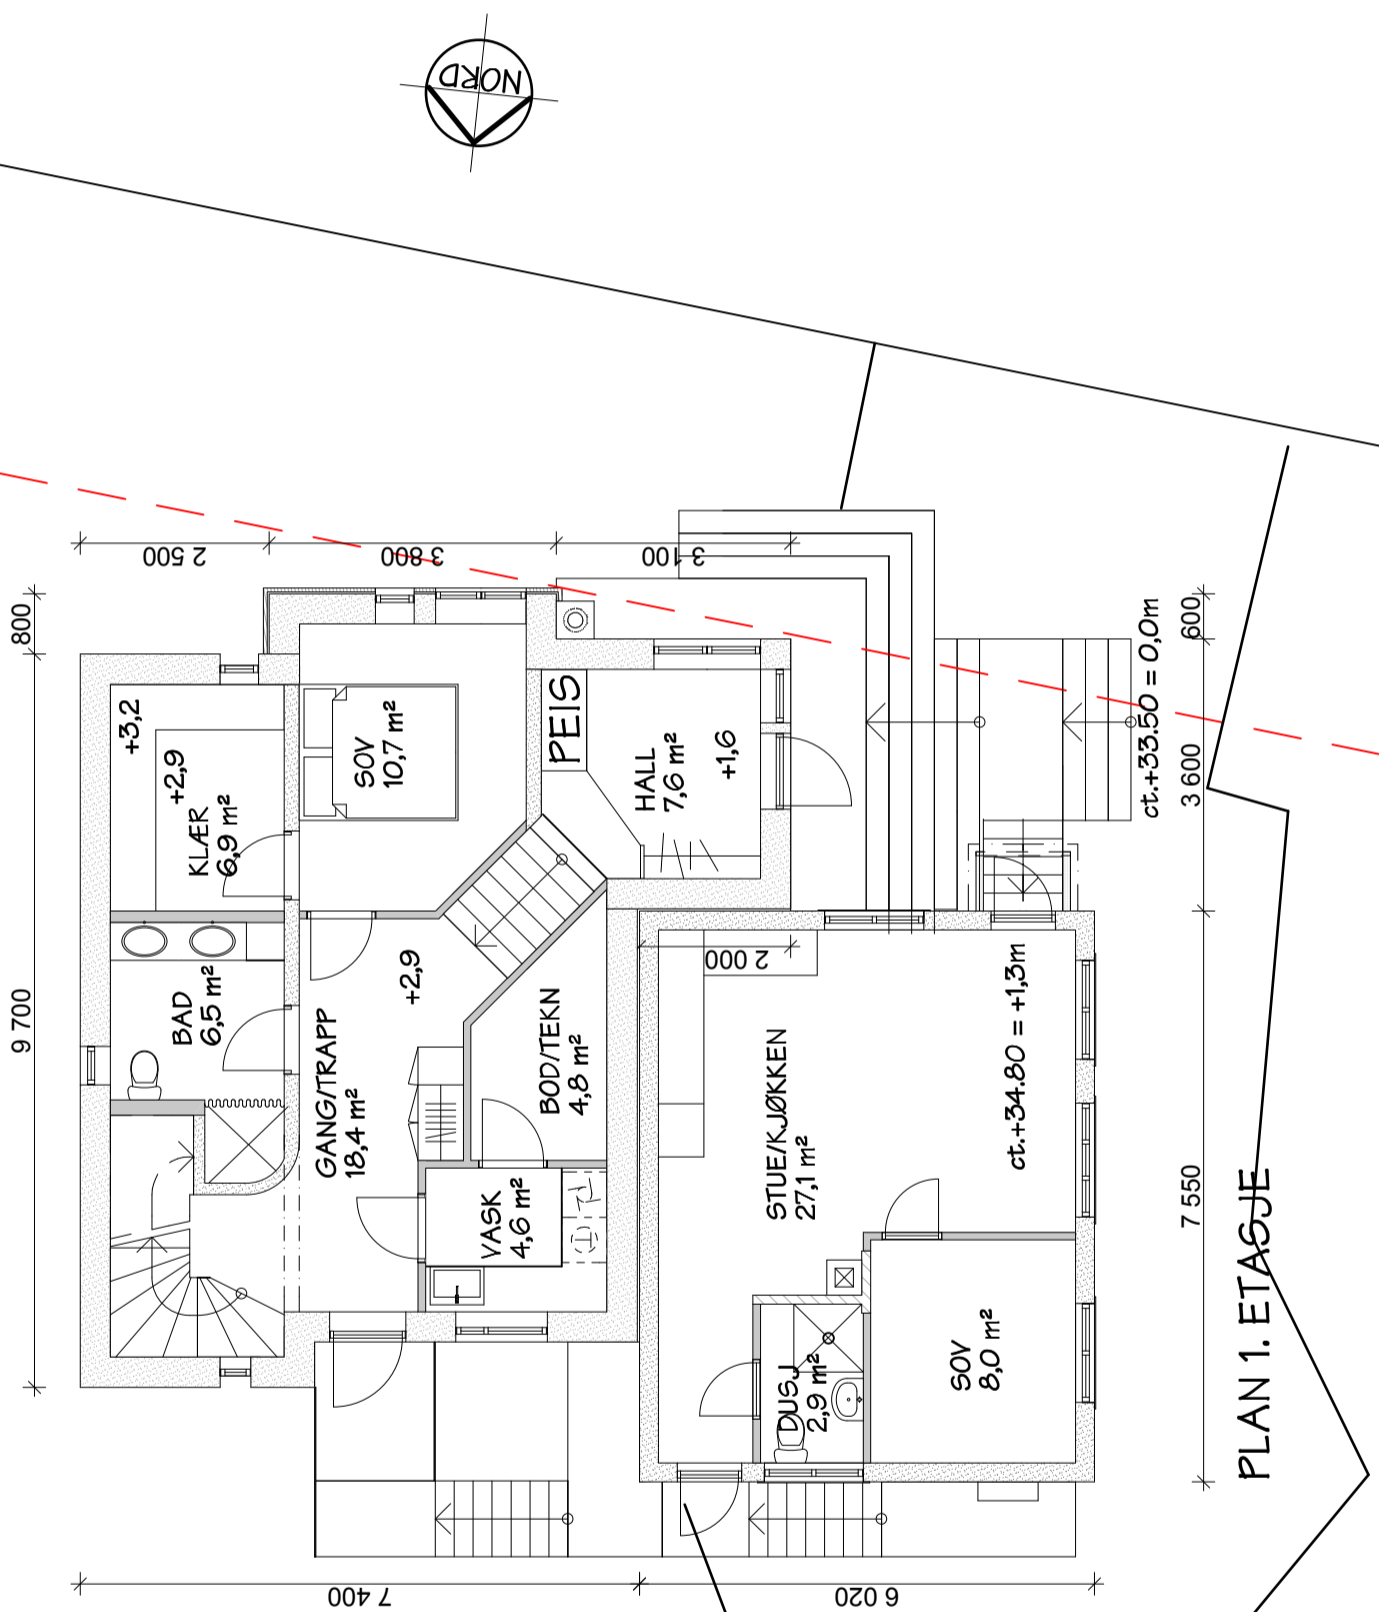 NORD
2 500
3 800
3 100
800
9 700
600
3 600
7 550
ct.+33.50 = 0,0m
+3,2
+2,9
KLÆR
6,9 m²
SOV
10,7 m²
PEIS
HALL
7,6 m²
+1,6
BAD
6,5 m²
GANG/TRAPP
18,4 m²
+2,9
BOD/TEKN
4,8 m²
VASK
4,6 m²
T
2 000
STUE/KJØKKEN
27,1 m²
ct.+34.80 = +1,3m
DUSJ
2,9 m²
SOV
8,0 m²
PLAN 1. ETASJE
7 400
6 020